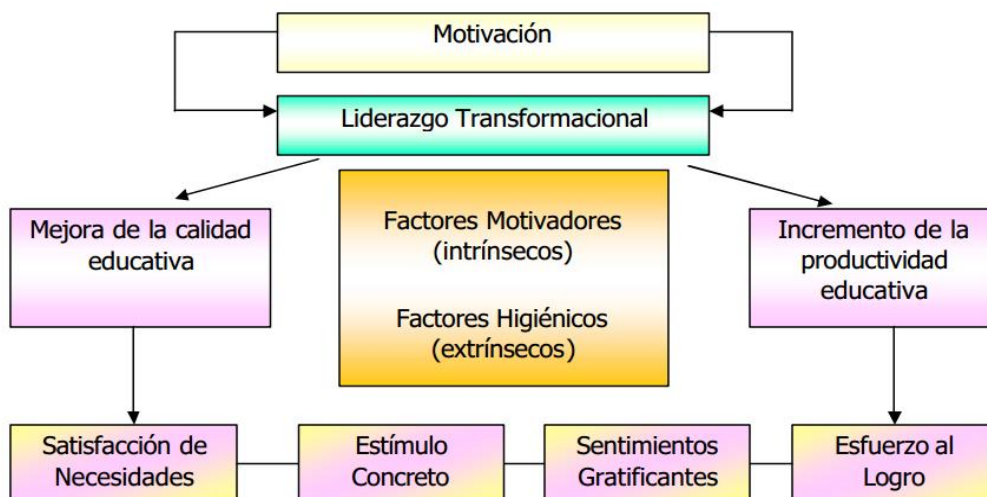 Motivación
Liderazgo Transformacional
Mejora de la calidad
educativa
Factores Motivadores
(intrínsecos)
Factores Higiénicos
(extrínsecos)
Incremento de la
productividad
educativa
Satisfacción de
Necesidades
Estímulo
Concreto
Sentimientos
Gratificantes
Esfuerzo al
Logro